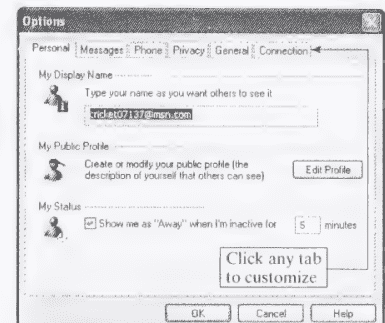 Options
Personal Messages Phone Privacy General Connection
My Display Name
Type your name as you want others to see it
cricket07137@msn.com
My Public Profile
Create or modify your public profile (the
description of yourself that others can see)
Edit Profile
My Status
Show me as "Away" when I'm inactive for 5 minutes
Click any tab
to customize
OK Cancel Help